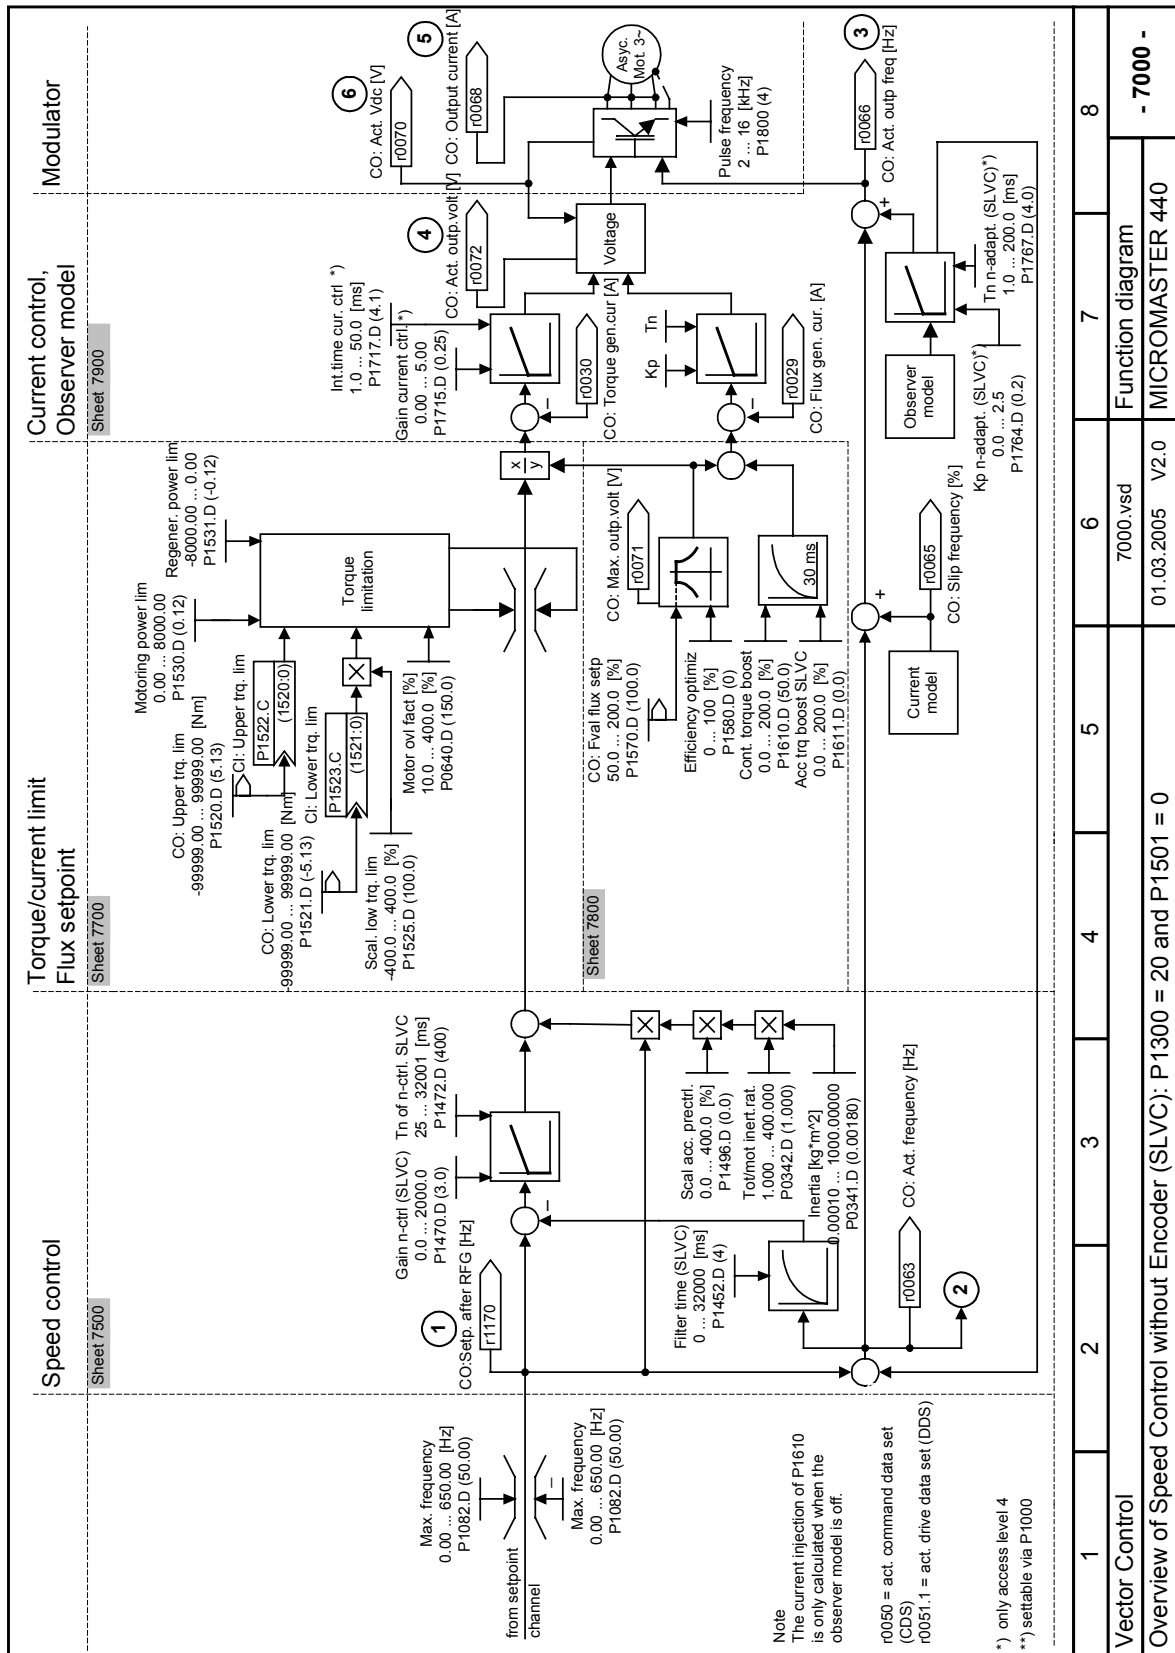 Speed control
Torque/current limit
Flux setpoint
Current control,
Observer model
Modulator
Sheet 7500
Sheet 7700
Sheet 7900
Max. frequency
0.00 ... 650.00 [Hz]
P1082.D (50.00)
from setpoint
channel
Max. frequency
0.00 ... 650.00 [Hz]
P1082.D (50.00)
–
1
CO:Setp. after RFG [Hz]
r1170
Gain n-ctrl (SLVC)
0.0 ... 2000.0
P1470.D (3.0)
Tn of n-ctrl. SLVC
25 ... 32001 [ms]
P1472.D (400)
–
Filter time (SLVC)
0 ... 32000 [ms]
P1452.D (4)
Scal acc. prectrl.
0.0 ... 400.0 [%]
P1496.D (0.0)
Tot/mot inert.rat.
1.000 ... 400.000
P0342.D (1.000)
Inertia [kg*m^2]
0.00010 ... 1000.00000
P0341.D (0.00180)
r0063
CO: Act. frequency [Hz]
2
CO: Upper trq. lim
-99999.00 ... 99999.00 [Nm]
P1520.D (5.13)
CI: Upper trq. lim
P1522.C
(1520:0)
CO: Lower trq. lim
-99999.00 ... 99999.00 [Nm]
P1521.D (-5.13)
CI: Lower trq. lim
P1523.C
(1521:0)
Scal. low trq. lim
-400.0 ... 400.0 [%]
P1525.D (100.0)
Motoring power lim
0.00 ... 8000.00
P1530.D (0.12)
Regener. power lim
-8000.00 ... 0.00
P1531.D (-0.12)
Torque
limitation
Motor ovl fact [%]
10.0 ... 400.0 [%]
P0640.D (150.0)
x
y
Sheet 7800
CO: Fval flux setp
50.0 ... 200.0 [%]
P1570.D (100.0)
CO: Max. outp.volt [V]
r0071
Efficiency optimiz
0 ... 100 [%]
P1580.D (0)
Cont. torque boost
0.0 ... 200.0 [%]
P1610.D (50.0)
Acc trq boost SLVC
0.0 ... 200.0 [%]
P1611.D (0.0)
30 ms
Int.time cur. ctrl *)
1.0 ... 50.0 [ms]
P1717.D (4.1)
Gain current ctrl. *)
0.00 ... 5.00
P1715.D (0.25)
–
r0030
CO: Torque gen.cur [A]
Kp
Tn
–
r0029
CO: Flux gen. cur. [A]
4
CO: Act. outp.volt [V]
r0072
Voltage
6
CO: Act. Vdc [V]
r0070
5
CO: Output current [A]
r0068
Asyc.
Mot. 3~
Pulse frequency
2 ... 16 [kHz]
P1800 (4)
3
r0066
CO: Act. outp freq [Hz]
+
Current
model
r0065
CO: Slip frequency [%]
+
Observer
model
Kp n-adapt. (SLVC)*)
0.0 ... 2.5
P1764.D (0.2)
Tn n-adapt. (SLVC)*)
1.0 ... 200.0 [ms]
P1767.D (4.0)
Note
The current injection of P1610
is only calculated when the
observer model is off.
r0050 = act. command data set
(CDS)
r0051.1 = act. drive data set (DDS)
*) only access level 4
**) settable via P1000
1 2 3 4 5 6 7 8
Vector Control
7000.vsd
Function diagram
- 7000 -
Overview of Speed Control without Encoder (SLVC): P1300 = 20 and P1501 = 0
01.03.2005 V2.0
MICROMASTER 440